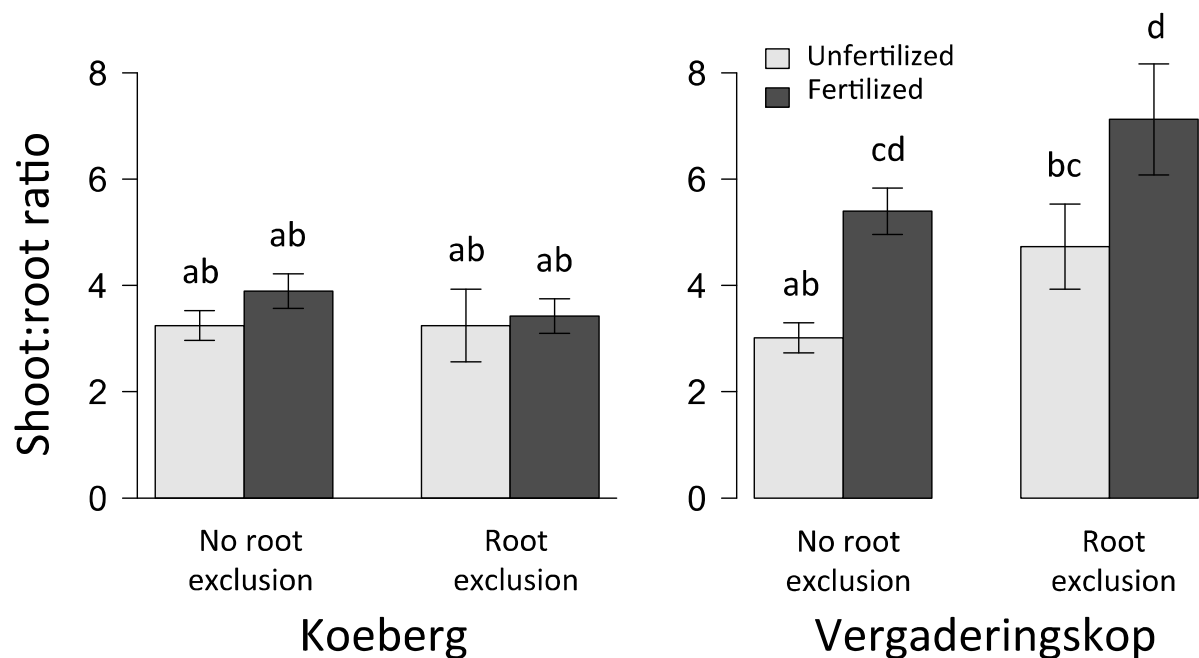 Shoot:root ratio
8
6
4
2
0
ab
ab
ab
ab
No root
exclusion
Root
exclusion
Koeberg
Unfertilized
Fertilized
8
6
4
2
0
ab
cd
bc
d
No root
exclusion
Root
exclusion
Vergaderingskop